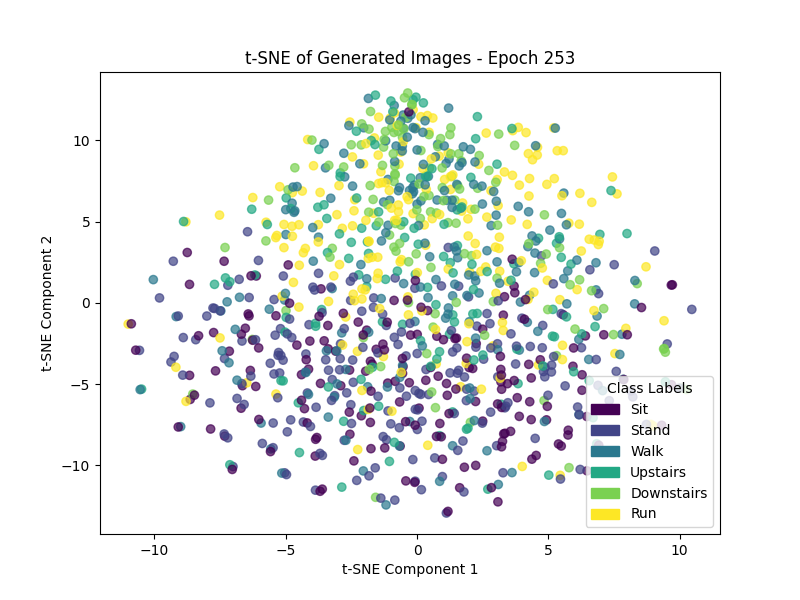 t-SNE of Generated Images - Epoch 253
t-SNE Component 2
10
5
0
−5
−10
Class Labels
Sit
Stand
Walk
Upstairs
Downstairs
Run
−10
−5
0
5
10
t-SNE Component 1